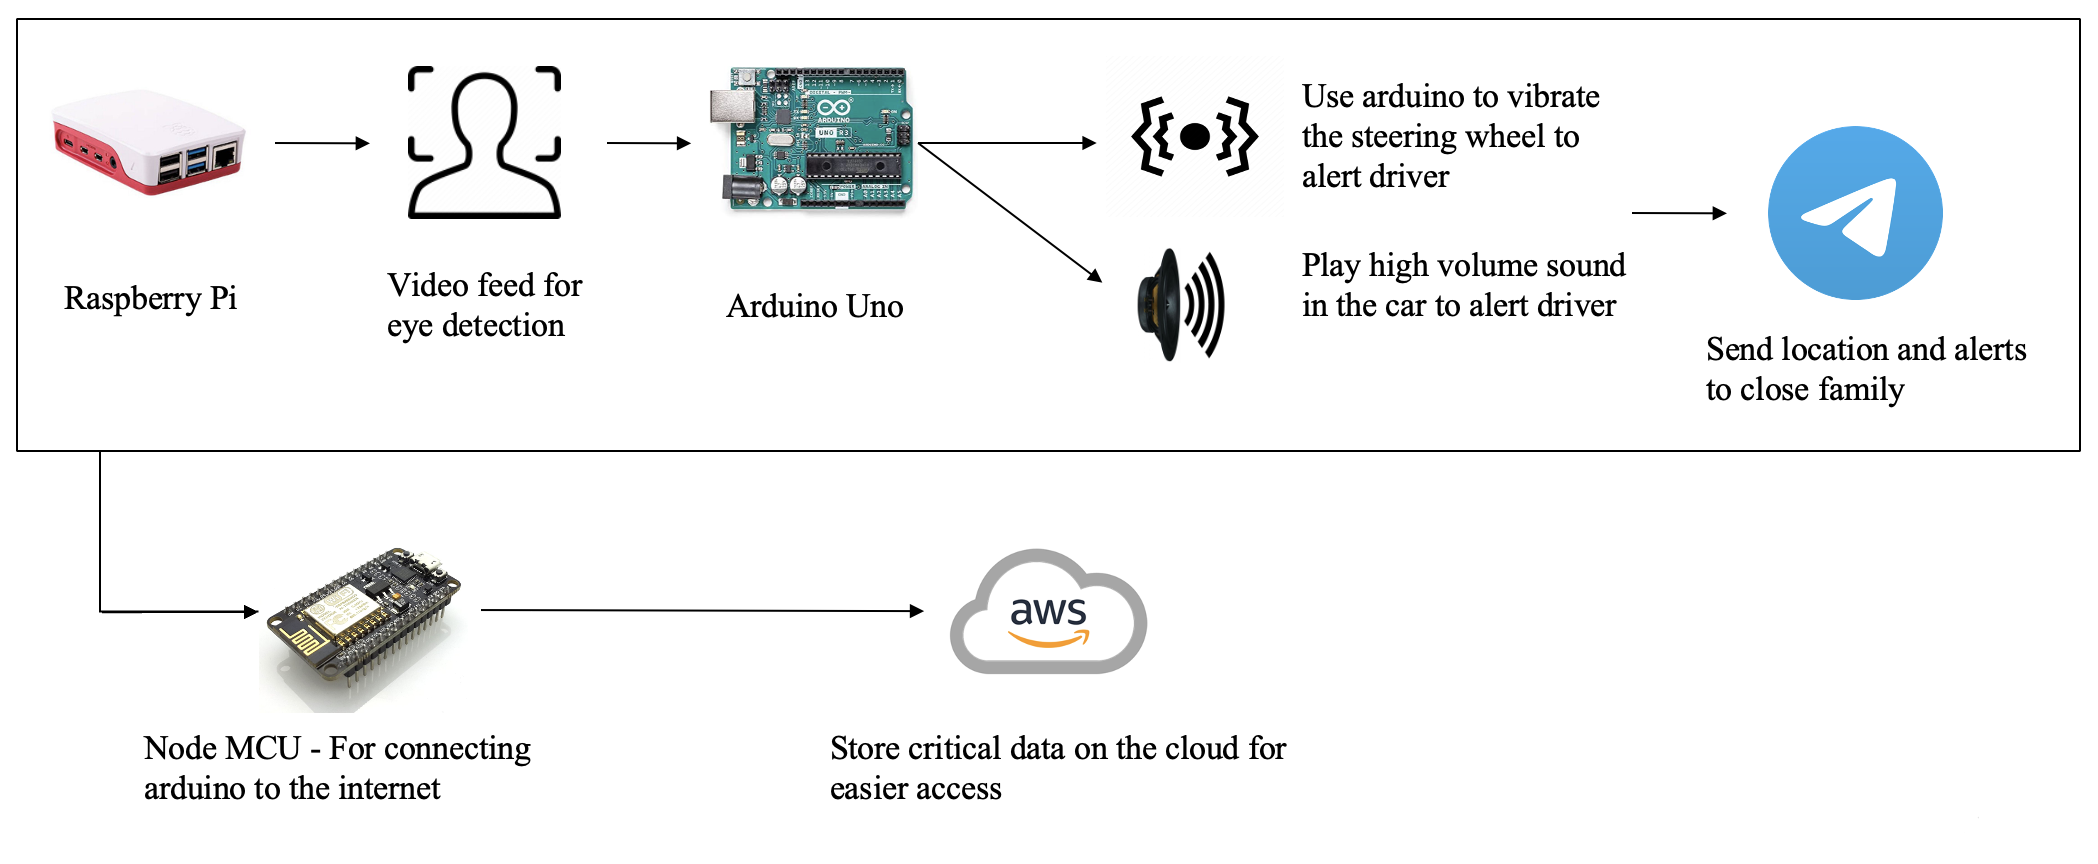 Raspberry Pi
Video feed for
eye detection
ARDUINO
UNO R3
Arduino Uno
Use arduino to vibrate
the steering wheel to
alert driver
Play high volume sound
in the car to alert driver
Send location and alerts
to close family
Node MCU - For connecting
arduino to the internet
aws
Store critical data on the cloud for
easier access